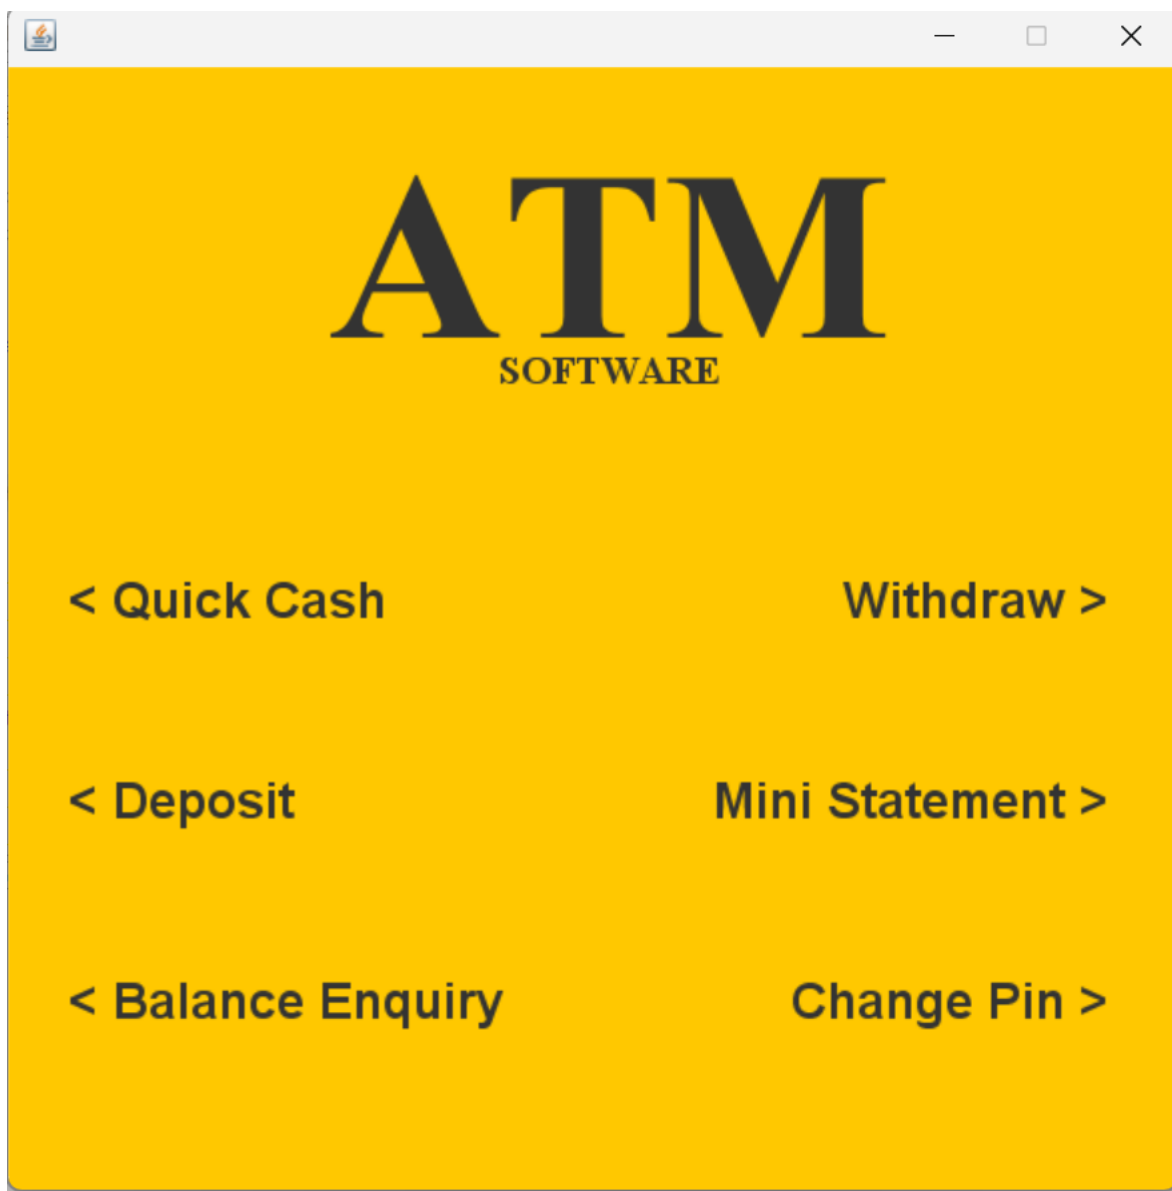 ATM
SOFTWARE
< Quick Cash
Withdraw >
< Deposit
Mini Statement >
< Balance Enquiry
Change Pin >